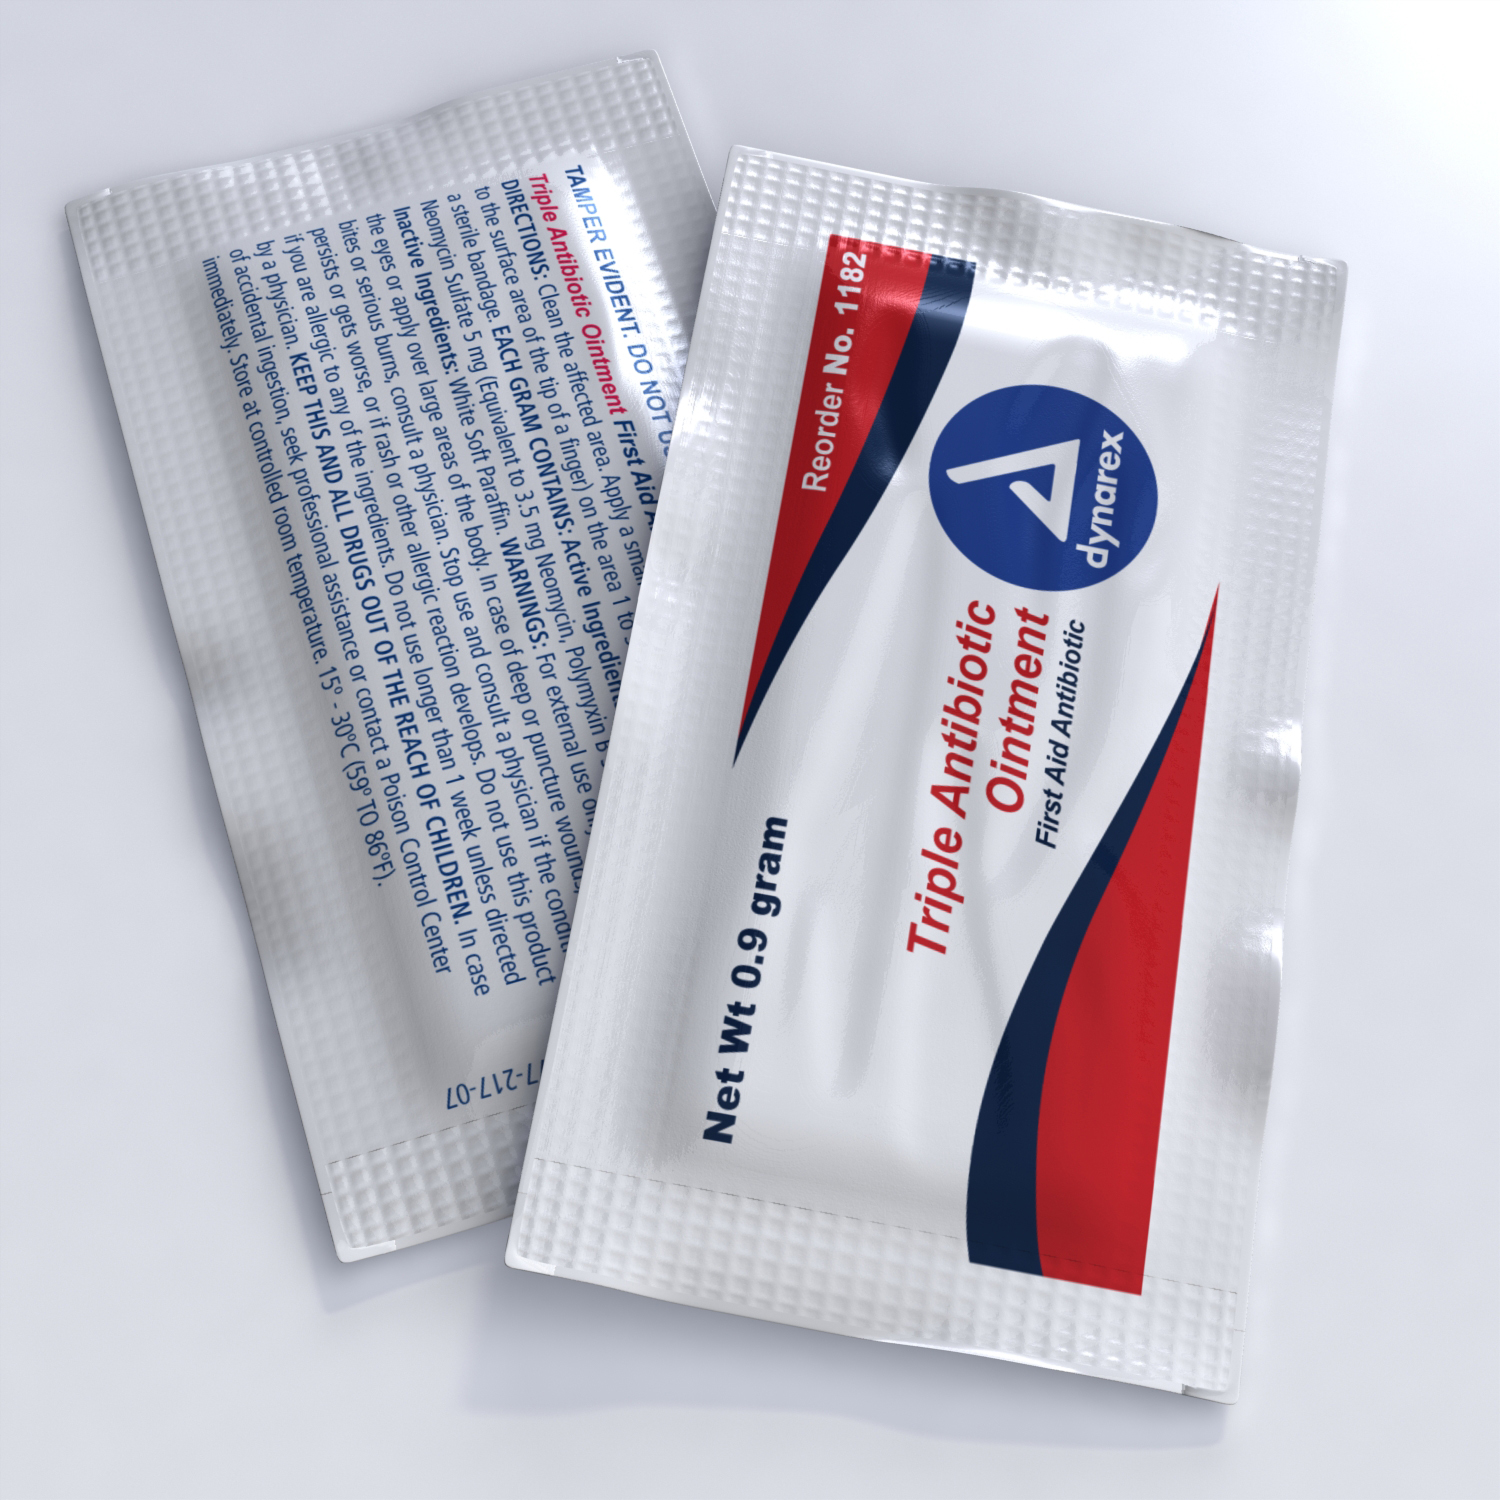 TAMPER EVIDENT. DO NOT
Triple Antibiotic Ointment First Aid
DIRECTIONS: Clean the affected area. Apply a
to the surface area of the tip of a finger) on the area 1 to
a sterile bandage. EACH GRAM CONTAINS: Active
Neomycin Sulfate 5 mg (Equivalent to 3.5 mg Neomycin, Polymyxin B
Inactive Ingredients: White Soft Paraffin. WARNINGS: For external use
the eyes or apply over large areas of the body. In case of deep or puncture
bites or serious burns, consult a physician. Stop use and consult a physician if the
persists or gets worse, or if rash or other allergic reaction develops. Do not use this product
if you are allergic to any of the ingredients. Do not use longer than 1 week unless directed
by a physician. KEEP THIS AND ALL DRUGS OUT OF THE REACH OF CHILDREN. In case
of accidental ingestion, seek professional assistance or contact a Poison Control Center
immediately. Store at controlled room temperature. 15º - 30ºC (59º TO 86ºF).
7-217-07
Reorder No. 1182
dynarex
Triple Antibiotic
Ointment
First Aid Antibiotic
Net Wt 0.9 gram